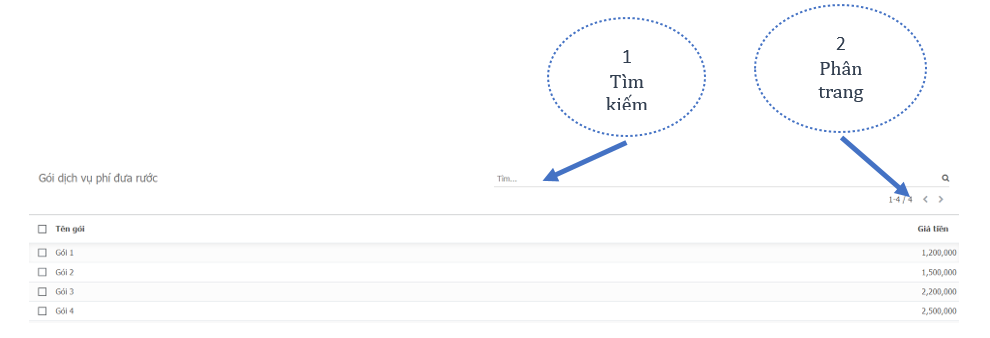 1
Tìm
kiếm
2
Phân
trang
Gói dịch vụ phí đưa rước
Tìm...
1-4 / 4
Tên gói
Giá tiền
Gói 1
1,200,000
Gói 2
1,500,000
Gói 3
2,200,000
Gói 4
2,500,000